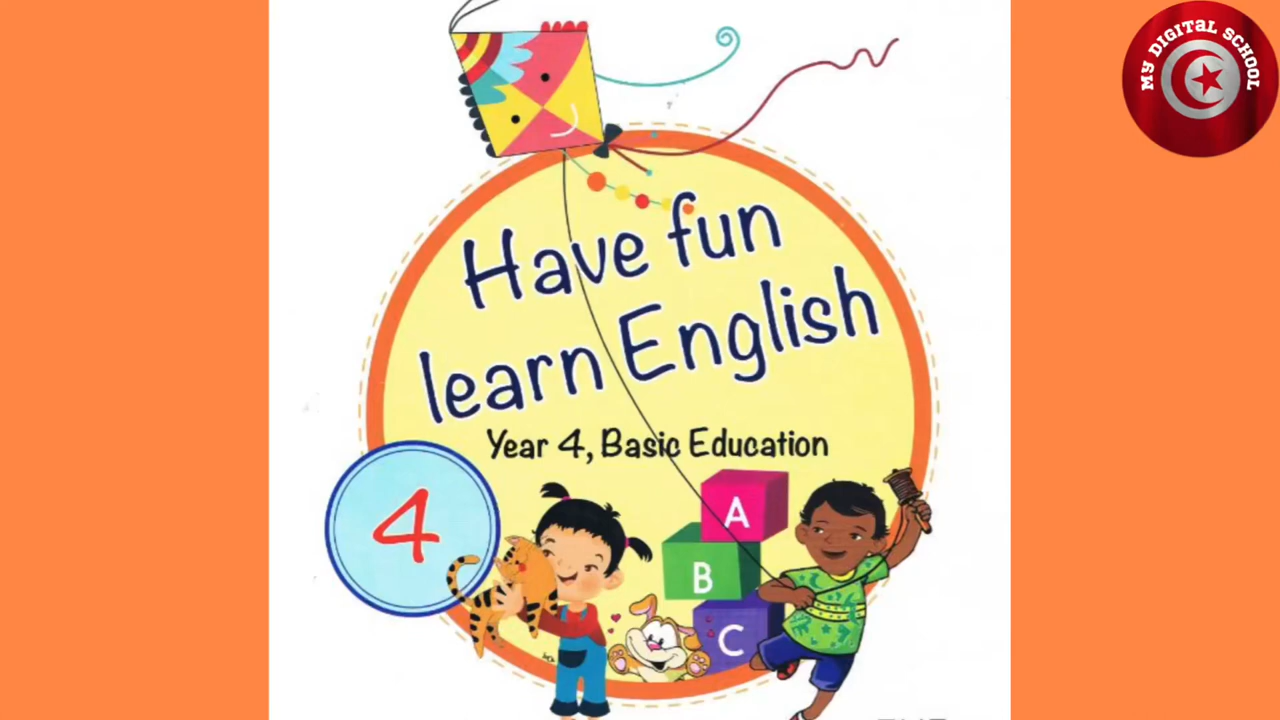 MY DIGITAL SCHOOL
Have fun
learn English
Year 4, Basic Education
4
A
B
C